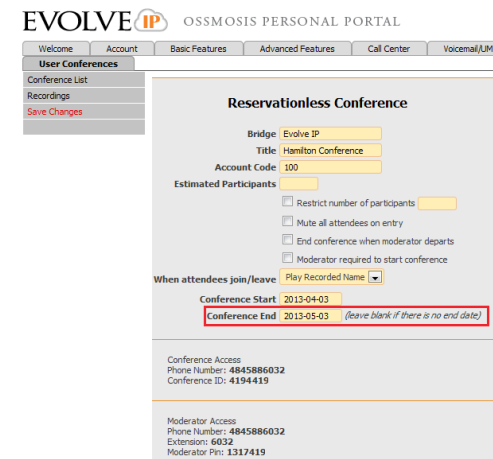 EVOLVE IP OSSMOSIS PERSONAL PORTAL
Welcome Account Basic Features Advanced Features Call Center Voicemail/UM
User Conferences
Conference List
Recordings
Save Changes
Reservationless Conference
Bridge Evolve IP
Title Hamilton Conference
Account Code 100
Estimated Participants
Restrict number of participants
Mute all attendees on entry
End conference when moderator departs
Moderator required to start conference
When attendees join/leave Play Recorded Name
Conference Start 2013-04-03
Conference End 2013-05-03 (leave blank if there is no end date)
Conference Access
Phone Number: 4845886032
Conference ID: 4194419
Moderator Access
Phone Number: 4845886032
Extension: 6032
Moderator Pin: 1317419